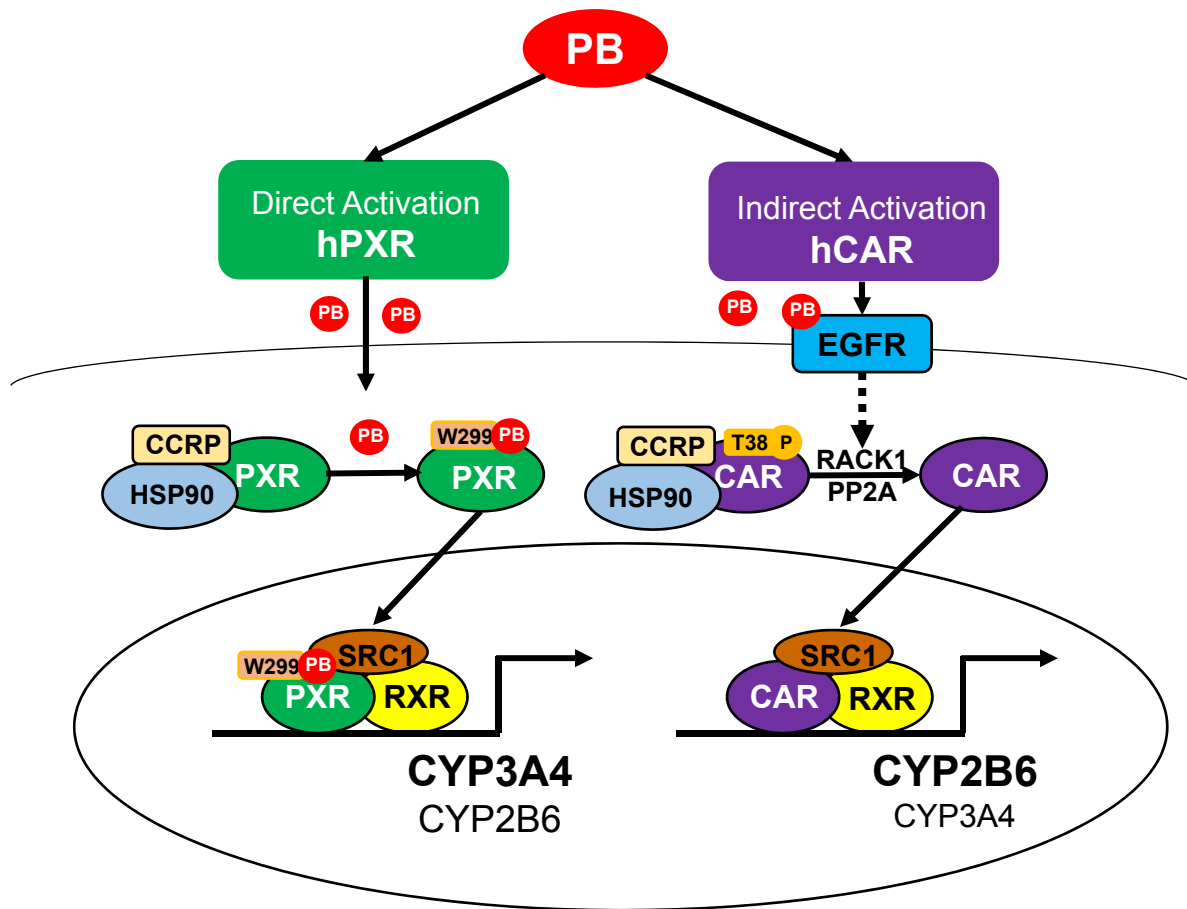 PB
Direct Activation
hPXR
Indirect Activation
hCAR
PB
PB
PB
PB
EGFR
CCRP
HSP90
PXR
PB
W299
PB
PXR
CCRP
HSP90
T38
P
CAR
RACK1
PP2A
CAR
W299
PB
SRC1
PXR
RXR
CYP3A4
CYP2B6
SRC1
CAR
RXR
CYP2B6
CYP3A4